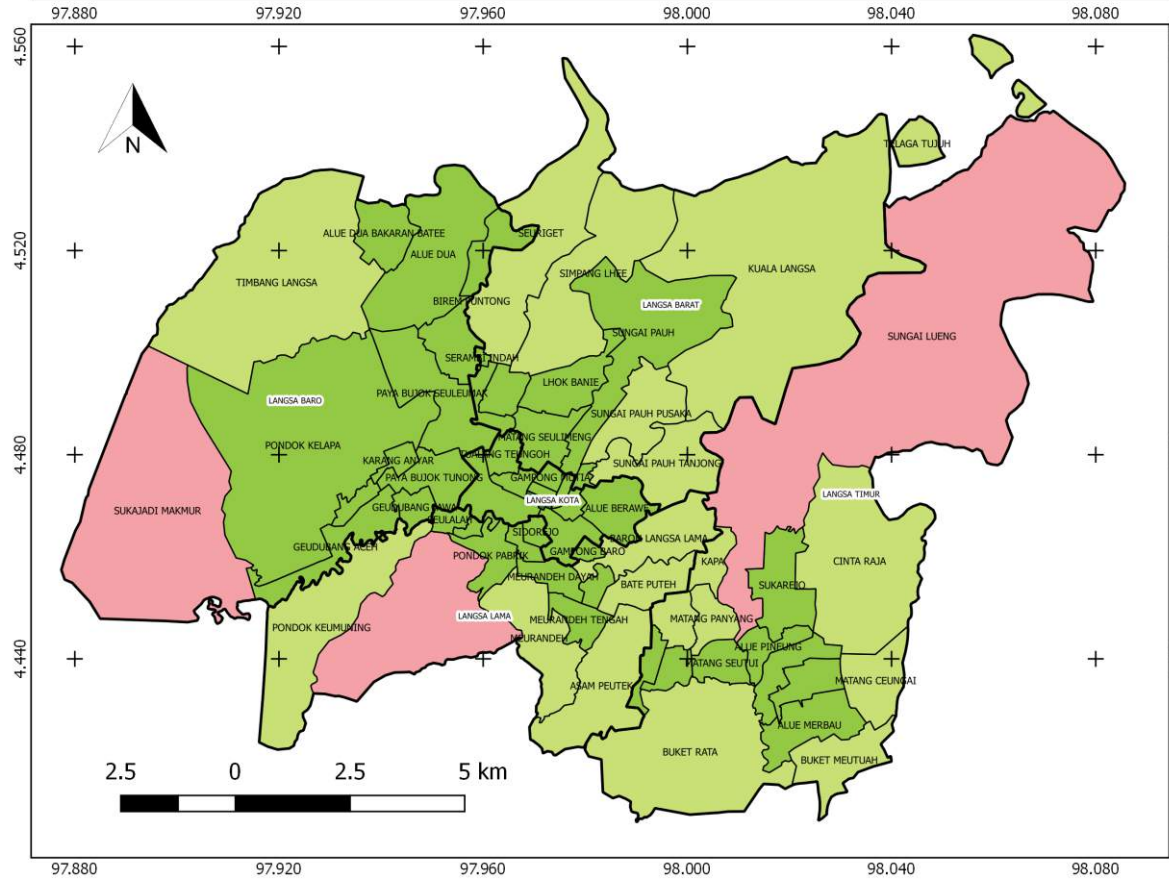 97.880 97.920 97.960 98.000 98.040 98.080
4.560
N
TELAGA TUJUH
ALUE DUA BAKARAN BATEE
SEURIGET
4.520
ALUE DUA
TIMBANG LANGSA
SIMPANG LHEE
KUALA LANGSA
BIREN PUNTONG
LANGSA BARAT
SUNGAI PAUH
SUNGAI LUENG
SERAMBI INDAH
LHOK BANIE
PAYA BUJOK SEULEUMAK
LANGSA BARO
SUNGAI PAUH PUSAKA
PONDOK KELAPA
MATANG SEULIMENG
4.480
TUALANG TEUNGOH
KARANG ANYAR
SUNGAI PAUH TANJONG
PAYA BUJOK TUNONG
GAMPONG MUTIA
LANGSA TIMUR
LANGSA KOTA
SUKAJADI MAKMUR
ALUE BERAWE
SIDOREJO
BAROH LANGSA LAMA
GEUDUBANG ACEH
GAMPONG BARO
PONDOK PABRIK
KAPA
CINTA RAJA
MEURANDEH DAYAH
BATE PUTEH
SUKAREJO
LANGSA LAMA
MEURANDEH TENGAH
MATANG PANYANG
PONDOK KEUMUNING
MEURANDEH
4.440
ALUE PINEUNG
MATANG SEUTUI
ASAM PEUTEK
MATANG CEUNGAI
ALUE MERBAU
BUKET RATA
BUKET MEUTUAH
2.5 0 2.5 5 km
97.880 97.920 97.960 98.000 98.040 98.080